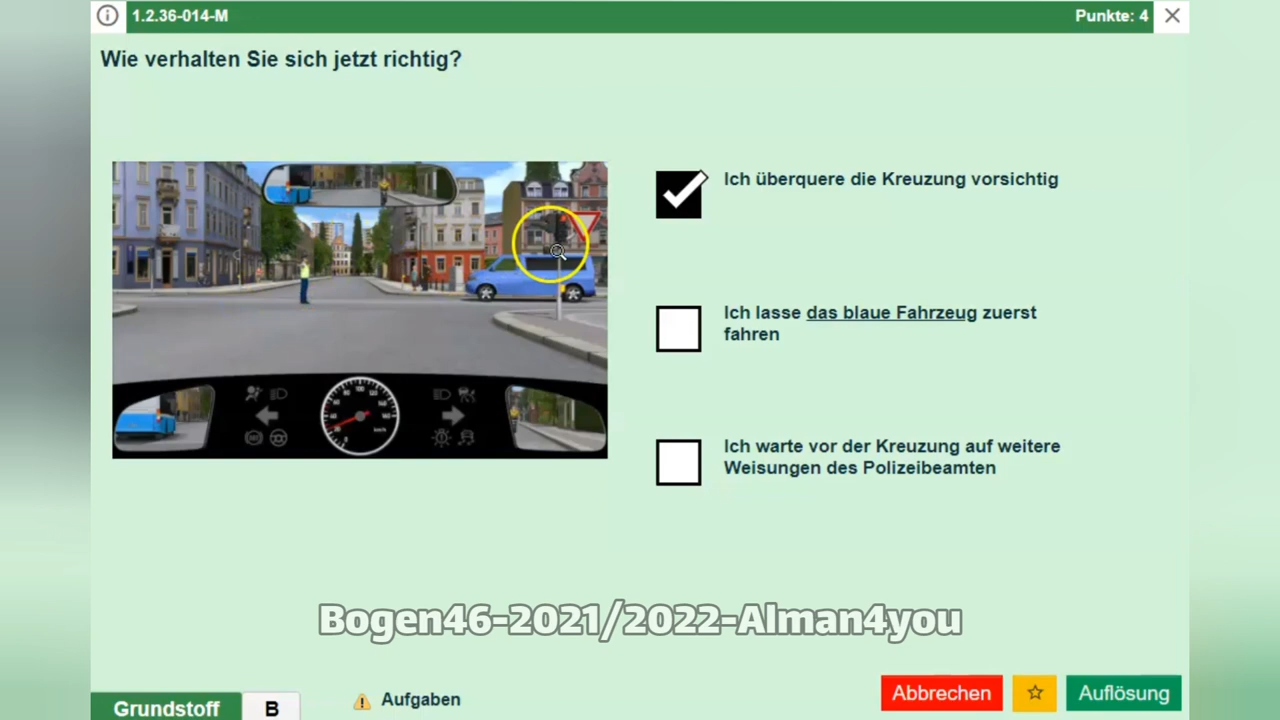 1.2.36-014-M
Punkte: 4
Wie verhalten Sie sich jetzt richtig?
Ich überquere die Kreuzung vorsichtig
Ich lasse das blaue Fahrzeug zuerst
fahren
Ich warte vor der Kreuzung auf weitere
Weisungen des Polizeibeamten
Bogen46-2021/2022-Alman4you
Grundstoff
B
Aufgaben
Abbrechen
Auflösung